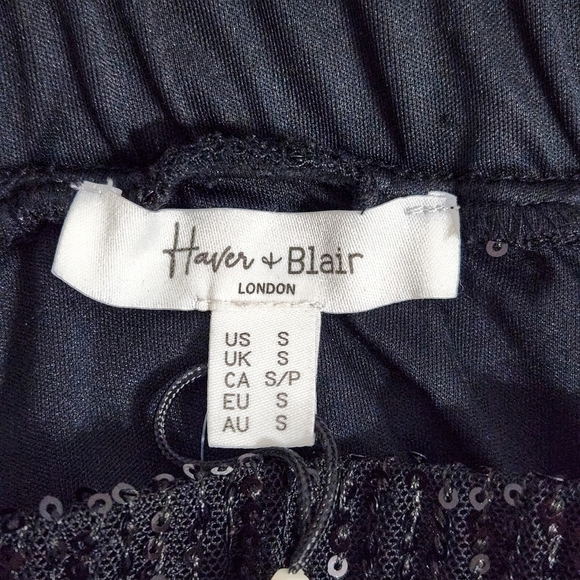 Haver + Blair
LONDON
US S
UK S
CA S/P
EU S
AU S